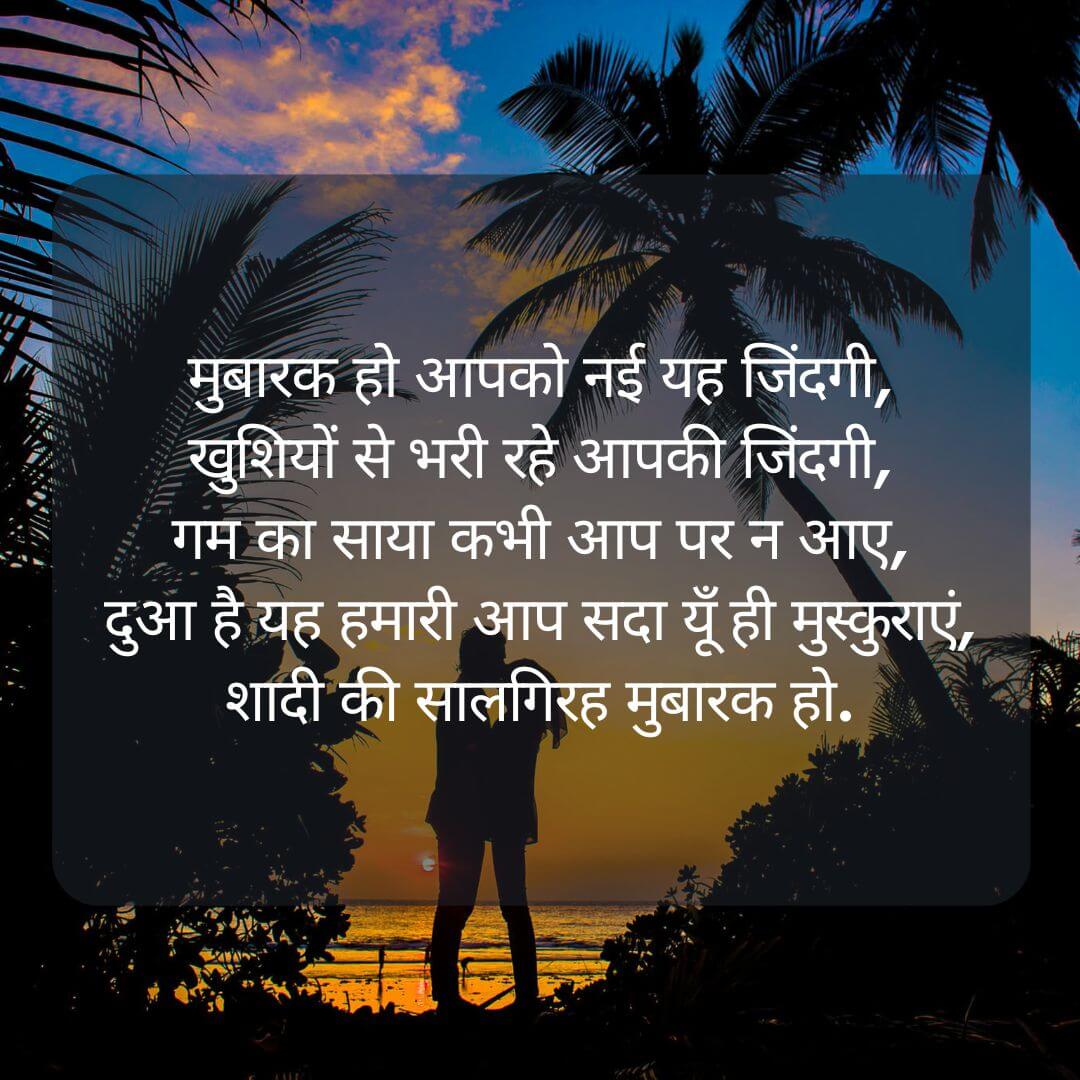 मुबारक हो आपको नई यह जिंदगी,
खुशियों से भरी रहे आपकी जिंदगी,
गम का साया कभी आप पर न आए,
दुआ है यह हमारी आप सदा यूँ ही मुस्कुराएं,
शादी की सालगिरह मुबारक हो.